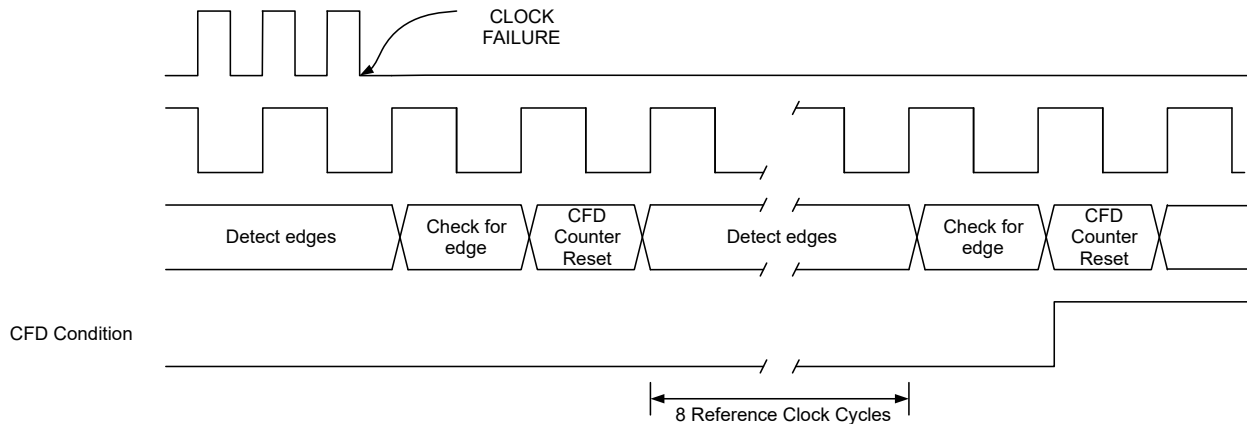 CLOCK
FAILURE
Detect edges
Check for
edge
CFD
Counter
Reset
Detect edges
Check for
edge
CFD
Counter
Reset
CFD Condition
8 Reference Clock Cycles